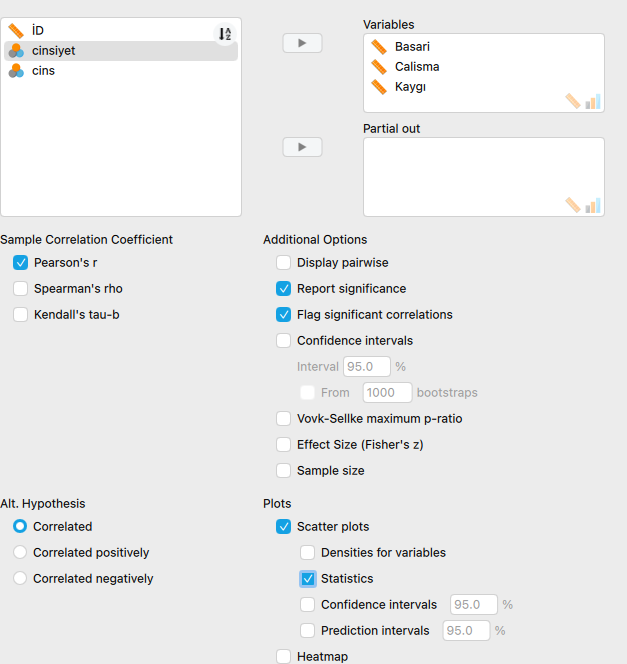 İD
cinsiyet
cins
Variables
Basari
Calisma
Kaygı
Partial out
Sample Correlation Coefficient
Pearson's r
Spearman's rho
Kendall's tau-b
Additional Options
Display pairwise
Report significance
Flag significant correlations
Confidence intervals
Interval 95.0 %
From 1000 bootstraps
Vovk-Sellke maximum p-ratio
Effect Size (Fisher's z)
Sample size
Alt. Hypothesis
Correlated
Correlated positively
Correlated negatively
Plots
Scatter plots
Densities for variables
Statistics
Confidence intervals 95.0 %
Prediction intervals 95.0 %
Heatmap